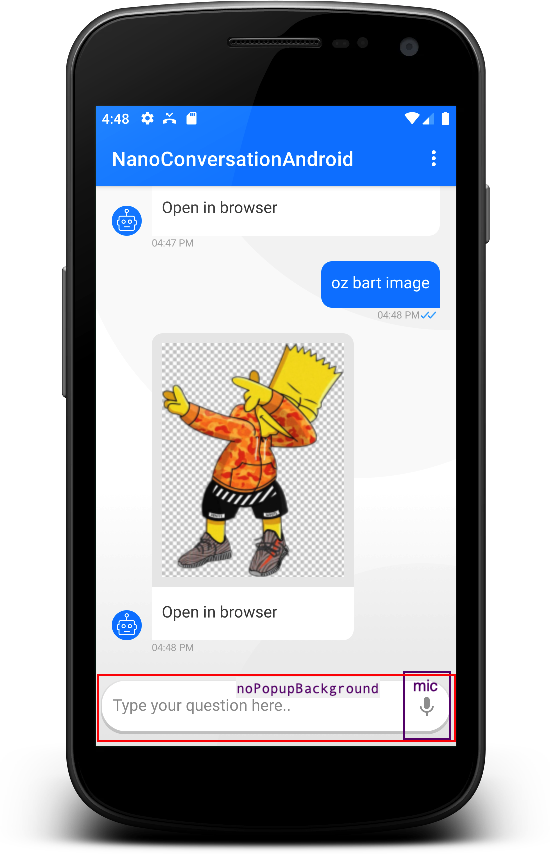 4:48
NanoConversationAndroid
Open in browser
04:47 PM
oz bart image
04:48 PM
Open in browser
04:48 PM
noPopupBackground
mic
Type your question here..